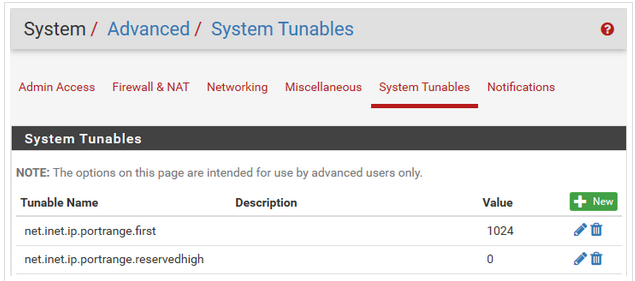 System / Advanced / System Tunables ?
Admin Access Firewall & NAT Networking Miscellaneous System Tunables Notifications
System Tunables
NOTE: The options on this page are intended for use by advanced users only.
Tunable Name Description Value New
net.inet.ip.portrange.first 1024
net.inet.ip.portrange.reservedhigh 0